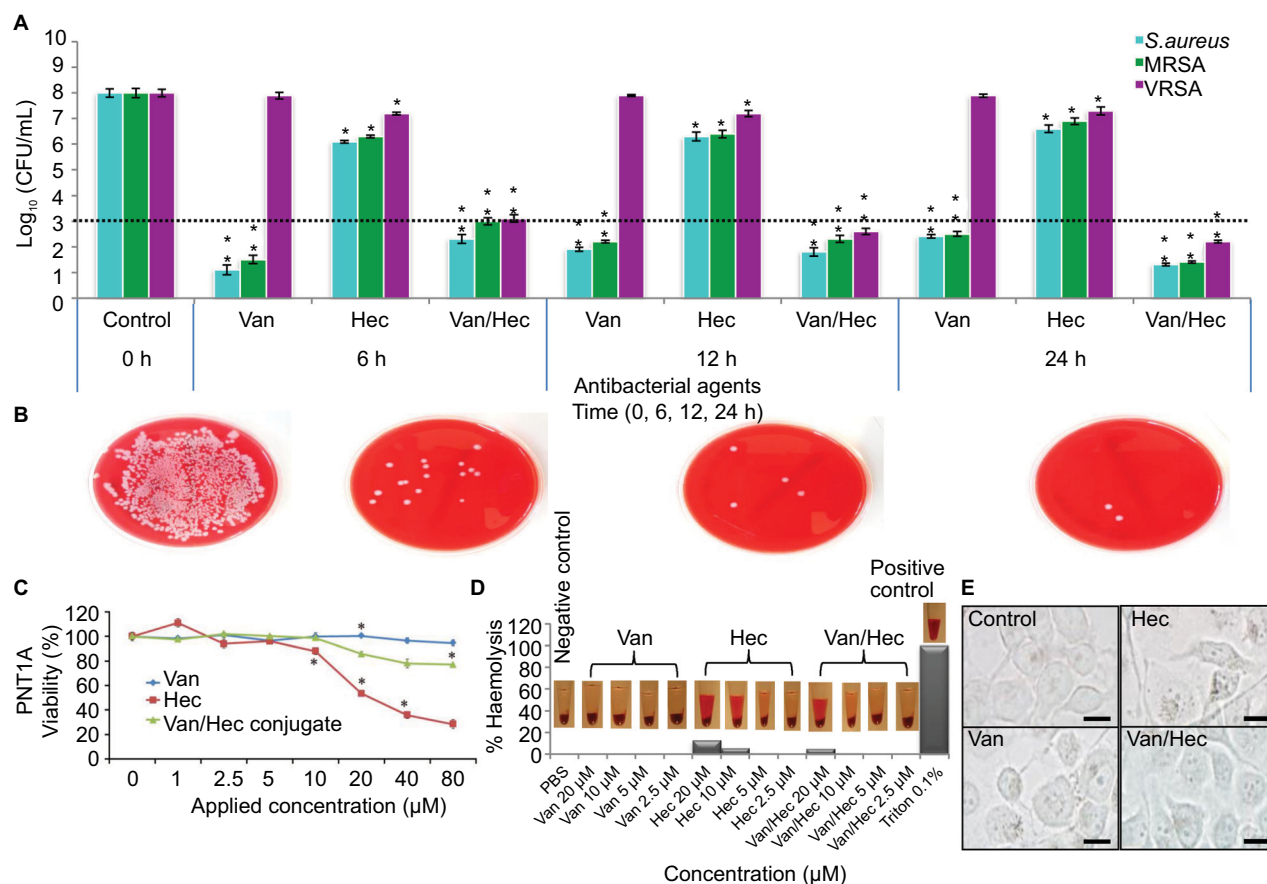 A
10
9
8
7
6
5
4
3
2
1
0
Log₁₀ (CFU/mL)
S.aureus
MRSA
VRSA
* * * * * * * * * * * * * * * * * * * * * * * * * * * * * * * * * * * * * * *
Control Van Hec Van/Hec Van Hec Van/Hec Van Hec Van/Hec
0 h 6 h 12 h 24 h
Antibacterial agents
Time (0, 6, 12, 24 h)
B
C
120
100
80
60
40
20
0
PNT1A
Viability (%)
* * * * *
Van
Hec
Van/Hec conjugate
0 1 2.5 5 10 20 40 80
Applied concentration (µM)
D
120
100
80
60
40
20
0
% Haemolysis
Negative control
Van
Hec
Van/Hec
Positive
control
PBS
Van 20 µM
Van 10 µM
Van 5 µM
Van 2.5 µM
Hec 20 µM
Hec 10 µM
Hec 5 µM
Hec 2.5 µM
Van/Hec 20 µM
Van/Hec 10 µM
Van/Hec 5 µM
Van/Hec 2.5 µM
Triton 0.1%
Concentration (µM)
E
Control
Hec
Van
Van/Hec